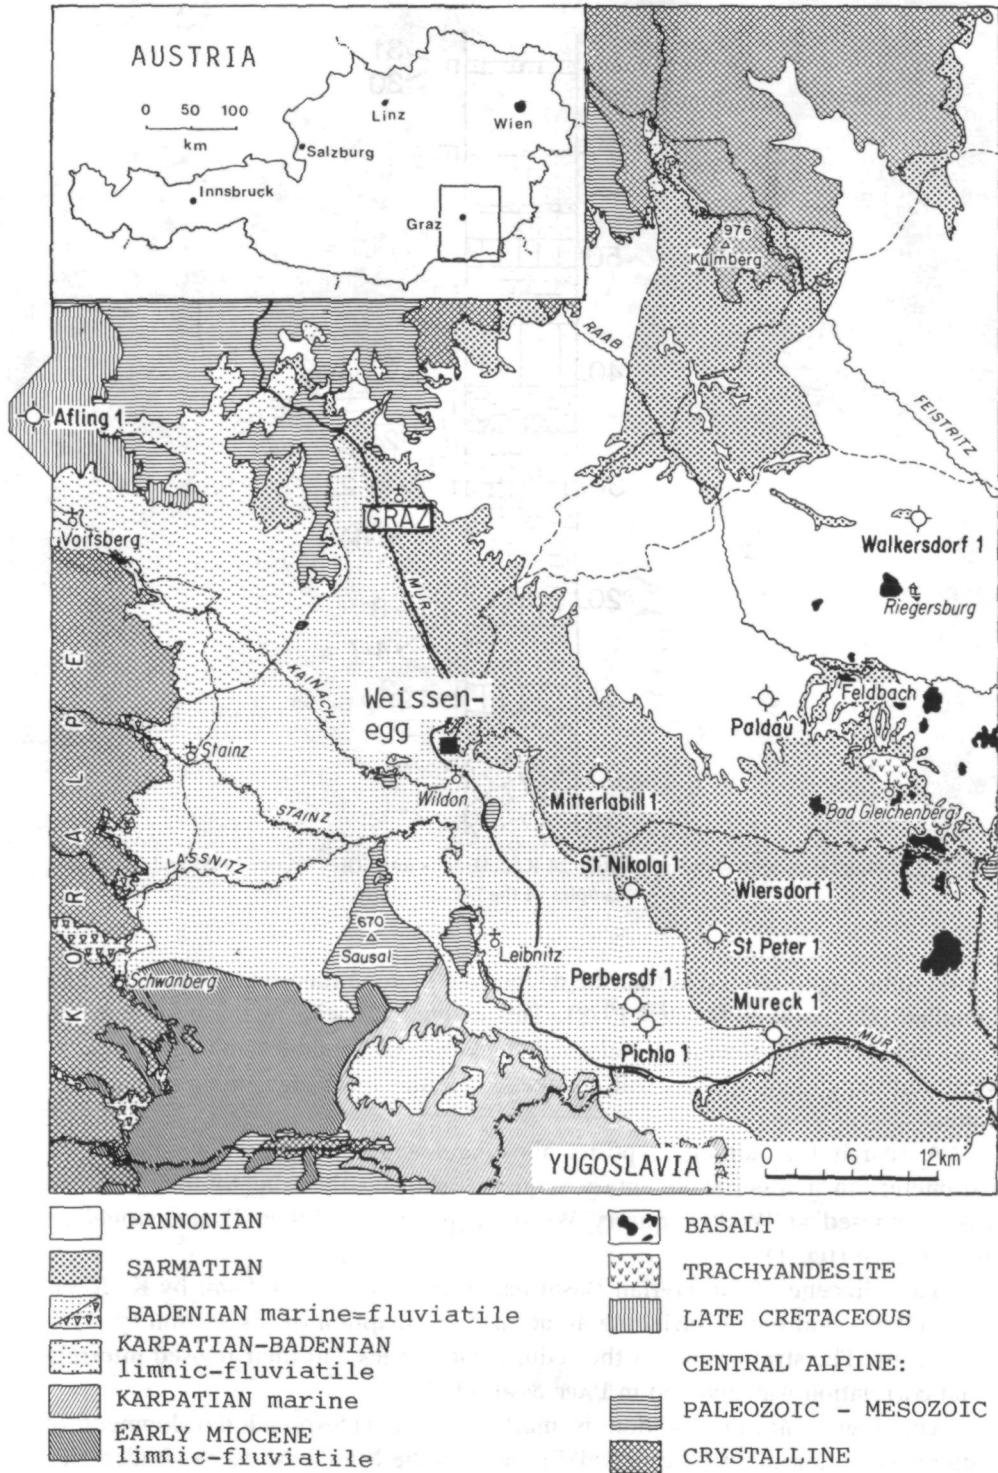 AUSTRIA
0 50 100
km
Linz
Wien
Salzburg
Innsbruck
Graz
976
Kulmberg
RAAB
FEISTRITZ
Afling 1
GRAZ
Voitsberg
Walkersdorf 1
Riegersburg
MUR
KAINACH
Weissen-
egg
Feldbach
Paldau 1
Stainz
Wildon
Mitterlabill 1
Bad Gleichenberg
STAINZ
LASSNITZ
St. Nikolai 1
Wiersdorf 1
670
Sausal
Leibnitz
St. Peter 1
KORALPE
Schwanberg
Perbersdf 1
Mureck 1
Pichla 1
MUR
YUGOSLAVIA
0 6 12km
PANNONIAN
SARMATIAN
BADENIAN marine=fluviatile
KARPATIAN-BADENIAN
limnic-fluviatile
KARPATIAN marine
EARLY MIOCENE
limnic-fluviatile
BASALT
TRACHYANDESITE
LATE CRETACEOUS
CENTRAL ALPINE:
PALEOZOIC - MESOZOIC
CRYSTALLINE